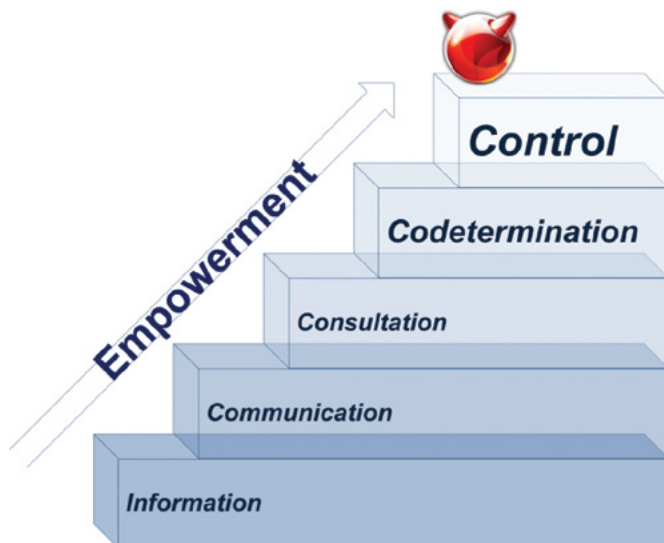 Empowerment
Control
Codetermination
Consultation
Communication
Information